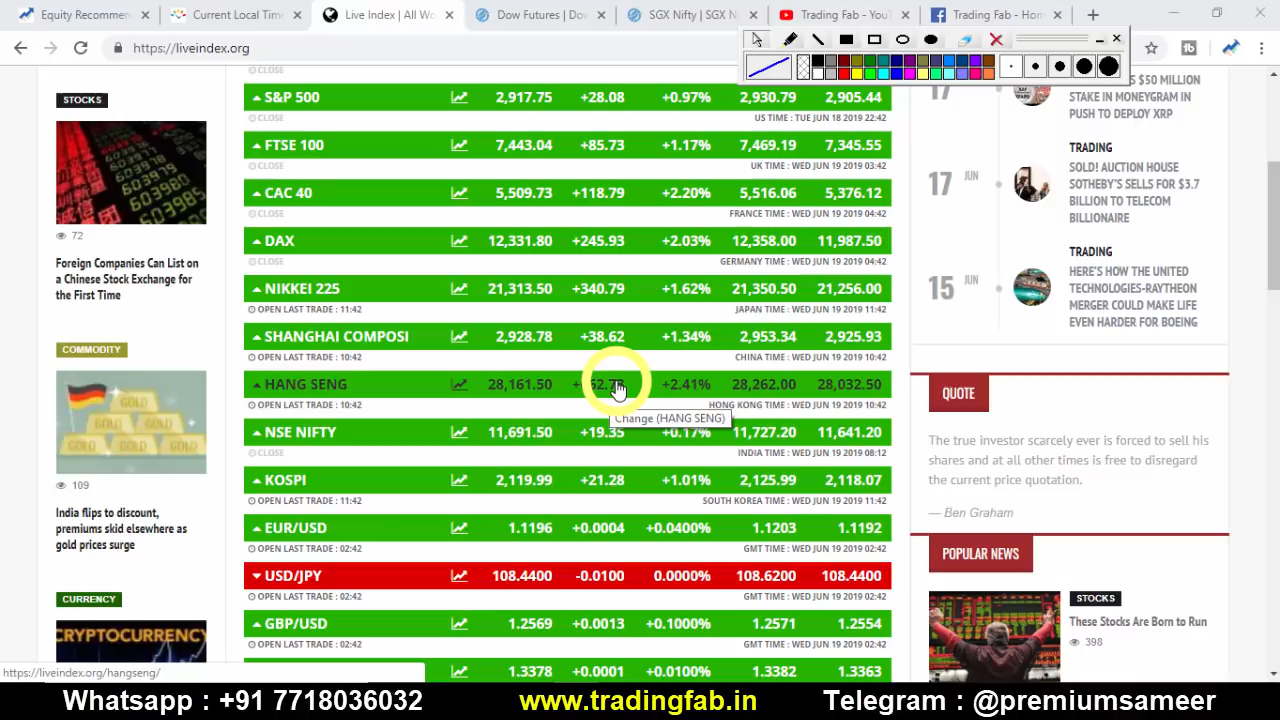 Equity Recommen
Current Local Time
Live Index | All Wo
Dow Futures | Dow
SGX Nifty | SGX N
Trading Fab - YouT
Trading Fab - Hom
https://liveindex.org
CLOSE
STOCKS
72
Foreign Companies Can List on
a Chinese Stock Exchange for
the First Time
COMMODITY
109
India flips to discount,
premiums skid elsewhere as
gold prices surge
CURRENCY
CRYPTOCURRENCY
S&P 500 2,917.75 +28.08 +0.97% 2,930.79 2,905.44
CLOSE US TIME : TUE JUN 18 2019 22:42
FTSE 100 7,443.04 +85.73 +1.17% 7,469.19 7,345.55
CLOSE UK TIME : WED JUN 19 2019 03:42
CAC 40 5,509.73 +118.79 +2.20% 5,516.06 5,376.12
CLOSE FRANCE TIME : WED JUN 19 2019 04:42
DAX 12,331.80 +245.93 +2.03% 12,358.00 11,987.50
CLOSE GERMANY TIME : WED JUN 19 2019 04:42
NIKKEI 225 21,313.50 +340.79 +1.62% 21,350.50 21,256.00
OPEN LAST TRADE : 11:42 JAPAN TIME : WED JUN 19 2019 11:42
SHANGHAI COMPOSI 2,928.78 +38.62 +1.34% 2,953.34 2,925.93
OPEN LAST TRADE : 10:42 CHINA TIME : WED JUN 19 2019 10:42
HANG SENG 28,161.50 +2.41% 28,262.00 28,032.50
OPEN LAST TRADE : 10:42 HONG KONG TIME : WED JUN 19 2019 10:42
Change (HANG SENG)
NSE NIFTY 11,691.50 +19.35 +0.17% 11,727.20 11,641.20
CLOSE INDIA TIME : WED JUN 19 2019 08:12
KOSPI 2,119.99 +21.28 +1.01% 2,125.99 2,118.07
OPEN LAST TRADE : 11:42 SOUTH KOREA TIME : WED JUN 19 2019 11:42
EUR/USD 1.1196 +0.0004 +0.0400% 1.1203 1.1192
OPEN LAST TRADE : 02:42 GMT TIME : WED JUN 19 2019 02:42
USD/JPY 108.4400 -0.0100 0.0000% 108.6200 108.4400
OPEN LAST TRADE : 02:42 GMT TIME : WED JUN 19 2019 02:42
GBP/USD 1.2569 +0.0013 +0.1000% 1.2571 1.2554
OPEN LAST TRADE : 02:42 GMT TIME : WED JUN 19 2019 02:42
1.3378 +0.0001 +0.0100% 1.3382 1.3363
17
$50 MILLION
STAKE IN MONEYGRAM IN
PUSH TO DEPLOY XRP
17 JUN
TRADING
SOLD! AUCTION HOUSE
SOTHEBY'S SELLS FOR $3.7
BILLION TO TELECOM
BILLIONAIRE
15 JUN
TRADING
HERE'S HOW THE UNITED
TECHNOLOGIES-RAYTHEON
MERGER COULD MAKE LIFE
EVEN HARDER FOR BOEING
QUOTE
The true investor scarcely ever is forced to sell his
shares and at all other times is free to disregard
the current price quotation.
— Ben Graham
POPULAR NEWS
STOCKS
These Stocks Are Born to Run
398
https://liveindex.org/hangseng/
Whatsapp : +91 7718036032 www.tradingfab.in Telegram : @premiumsameer